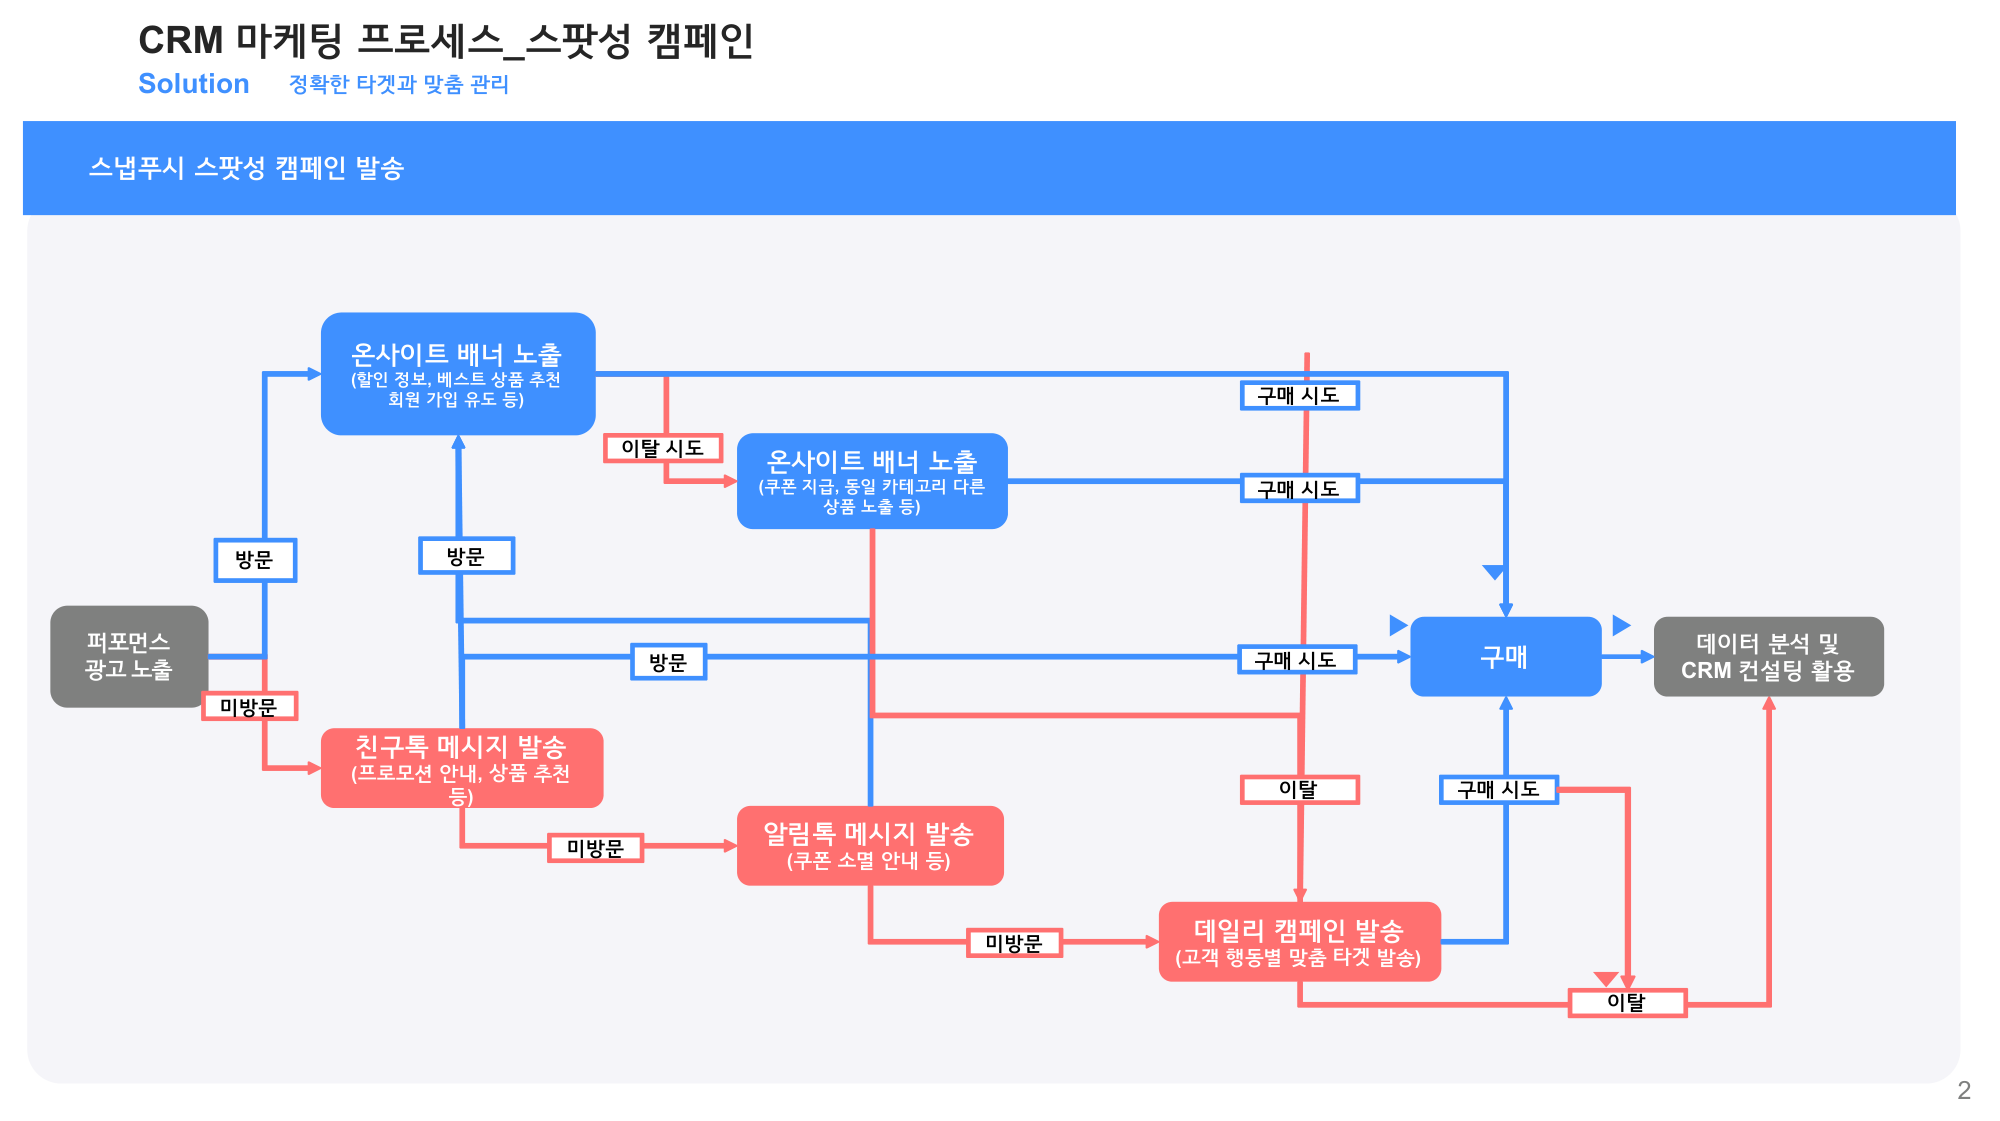 CRM 마케팅 프로세스_스팟성 캠페인
Solution 정확한 타겟과 맞춤 관리
스냅푸시 스팟성 캠페인 발송
온사이트 배너 노출
(할인 정보, 베스트 상품 추천
회원 가입 유도 등)
구매 시도
이탈 시도
온사이트 배너 노출
(쿠폰 지급, 동일 카테고리 다른
상품 노출 등)
구매 시도
방문
방문
퍼포먼스
광고 노출
방문
구매 시도
구매
데이터 분석 및
CRM 컨설팅 활용
미방문
친구톡 메시지 발송
(프로모션 안내, 상품 추천
등)
이탈
구매 시도
미방문
알림톡 메시지 발송
(쿠폰 소멸 안내 등)
미방문
데일리 캠페인 발송
(고객 행동별 맞춤 타겟 발송)
이탈
2